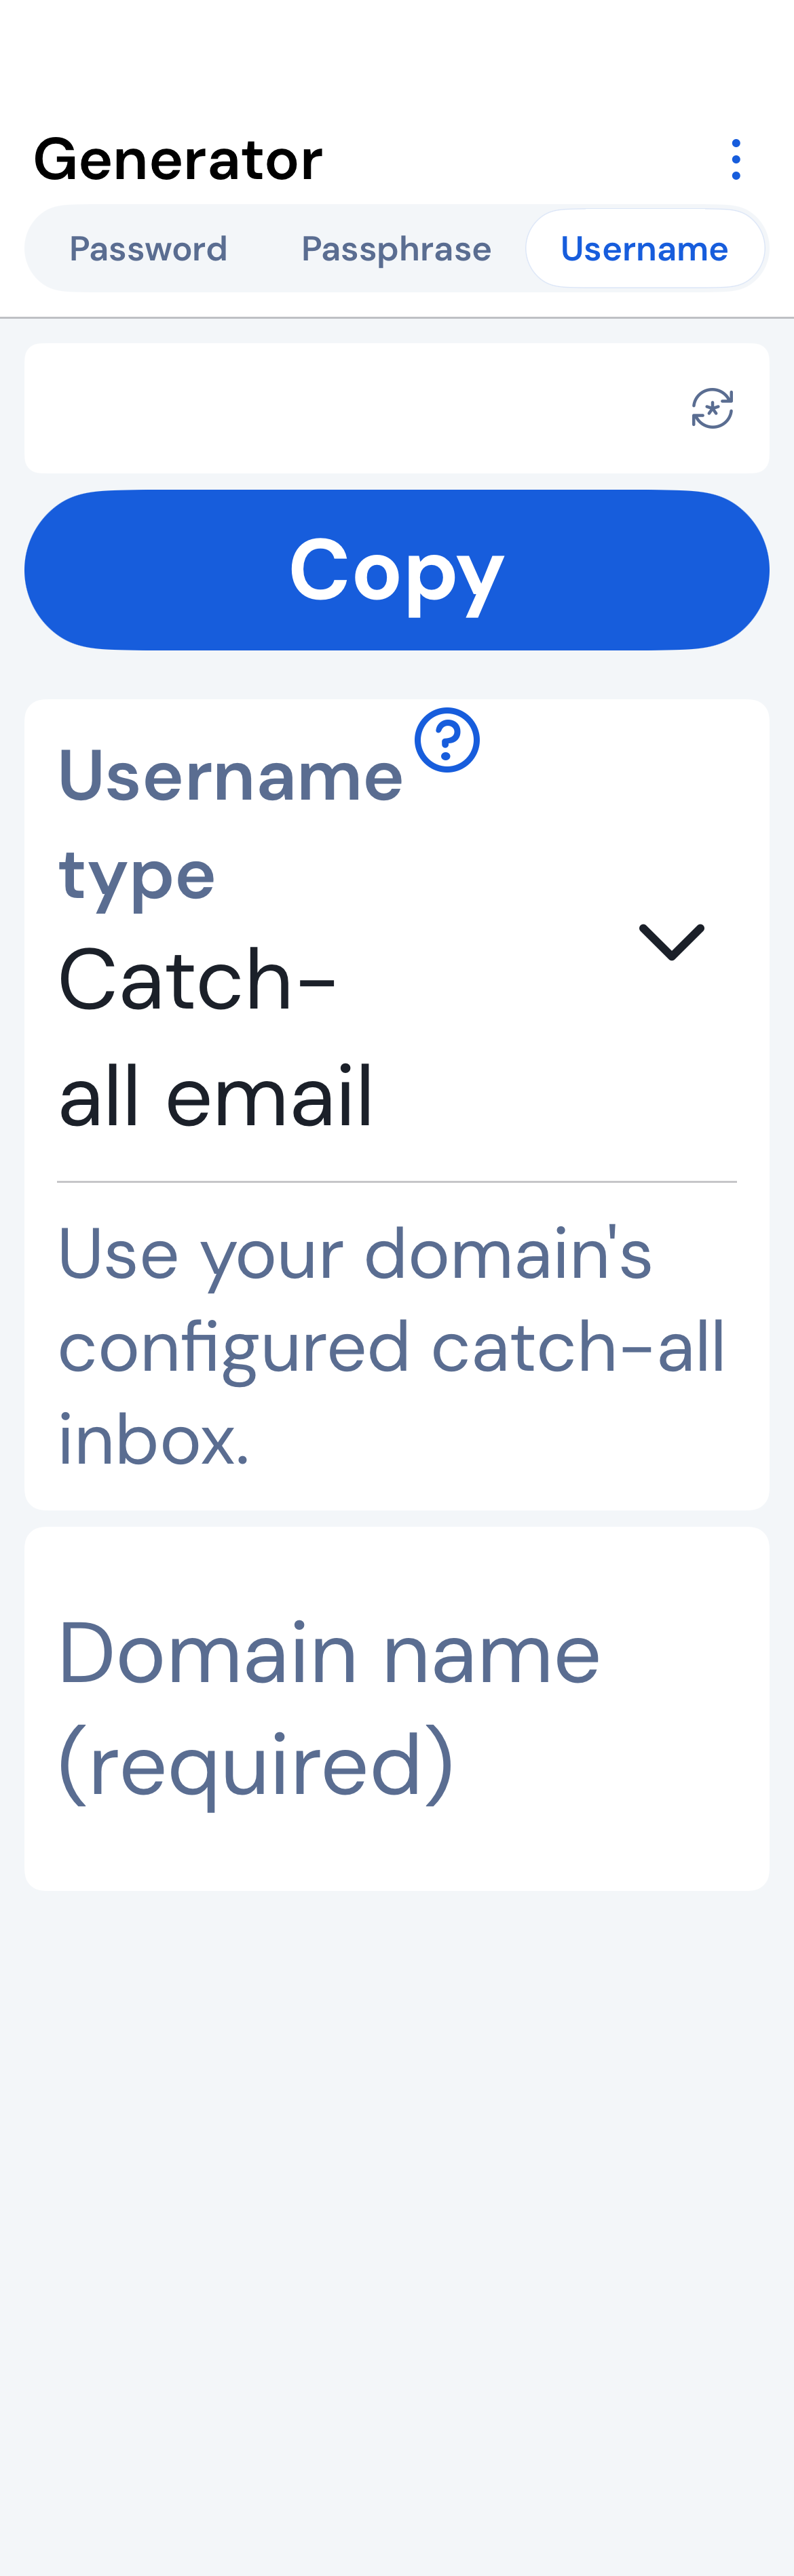 Generator
Password Passphrase Username
Copy
Username
type
Catch-
all email
Use your domain's
configured catch-all
inbox.
Domain name
(required)